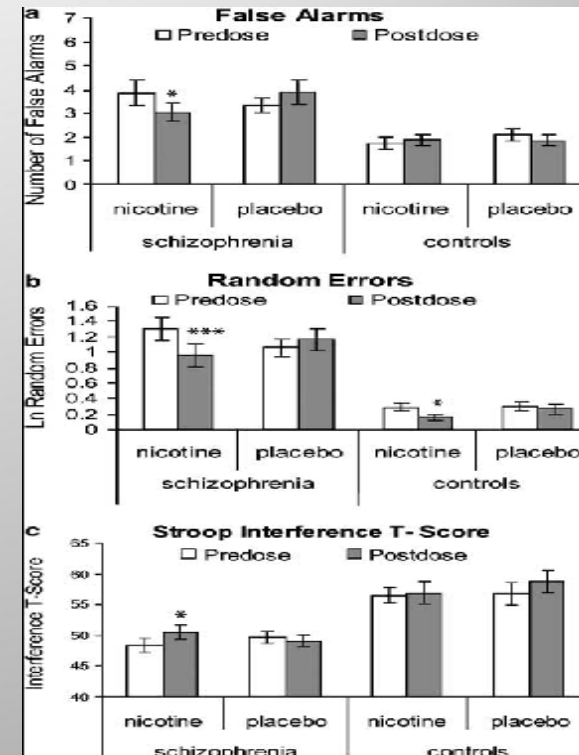 a False Alarms
Predose Postdose
Number of False Alarms
7
6
5
4
3
2
1
0
*
nicotine placebo nicotine placebo
schizophrenia controls
b Random Errors
Predose Postdose
Ln Random Errors
1.6
1.4
1.2
1
0.8
0.6
0.4
0.2
0
***
*
nicotine placebo nicotine placebo
schizophrenia controls
c Stroop Interference T-Score
Predose Postdose
Interference T-Score
65
60
55
50
45
40
*
nicotine placebo nicotine placebo
schizophrenia controls